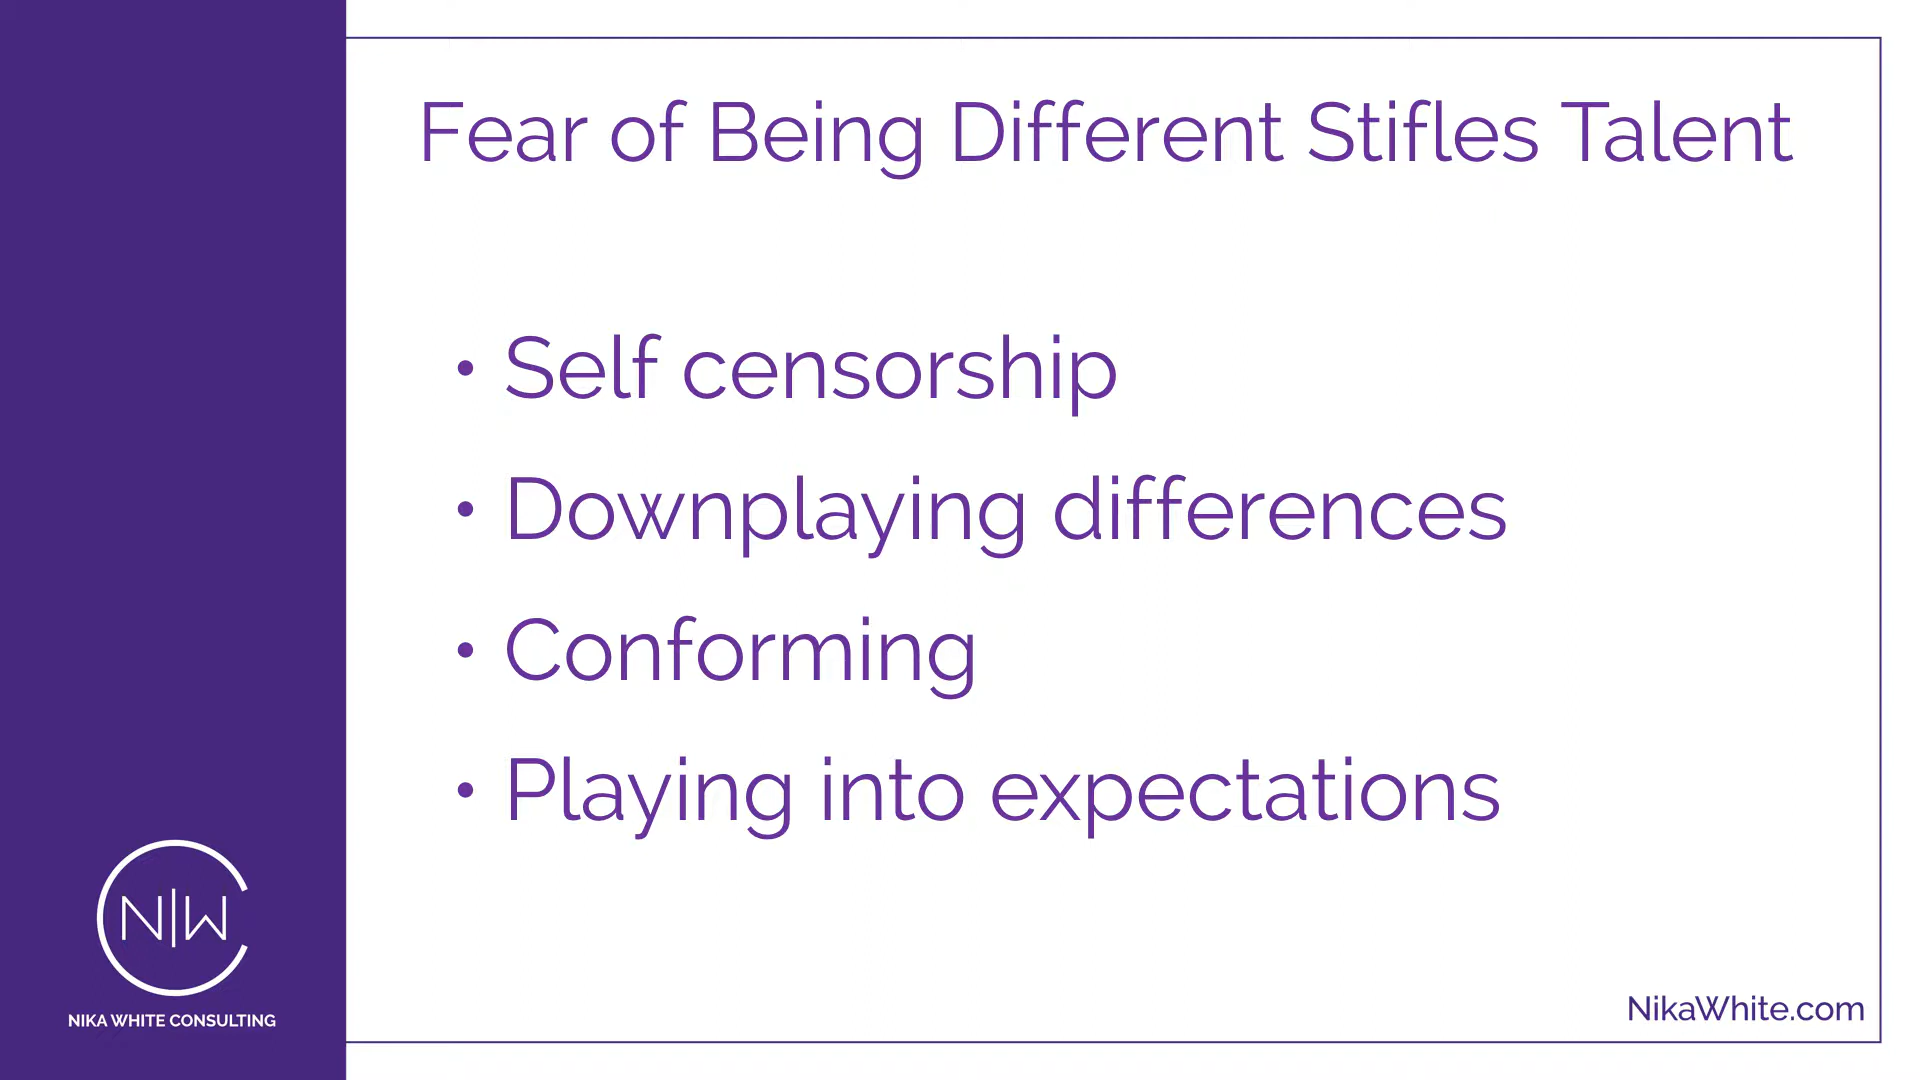 Fear of Being Different Stifles Talent
• Self censorship
• Downplaying differences
• Conforming
• Playing into expectations
N|W
NIKA WHITE CONSULTING
NikaWhite.com